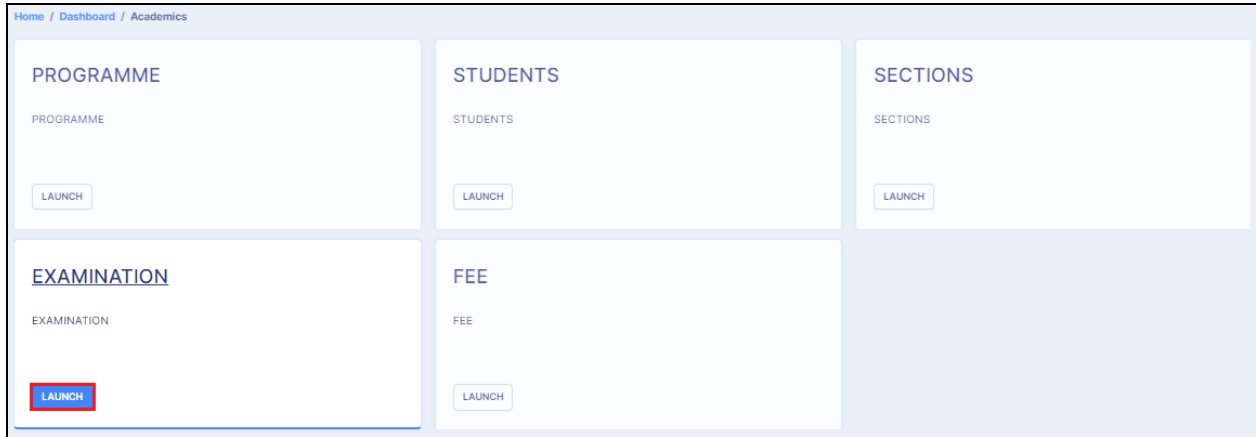 Home / Dashboard / Academics
PROGRAMME
PROGRAMME
LAUNCH
STUDENTS
STUDENTS
LAUNCH
SECTIONS
SECTIONS
LAUNCH
EXAMINATION
EXAMINATION
LAUNCH
FEE
FEE
LAUNCH